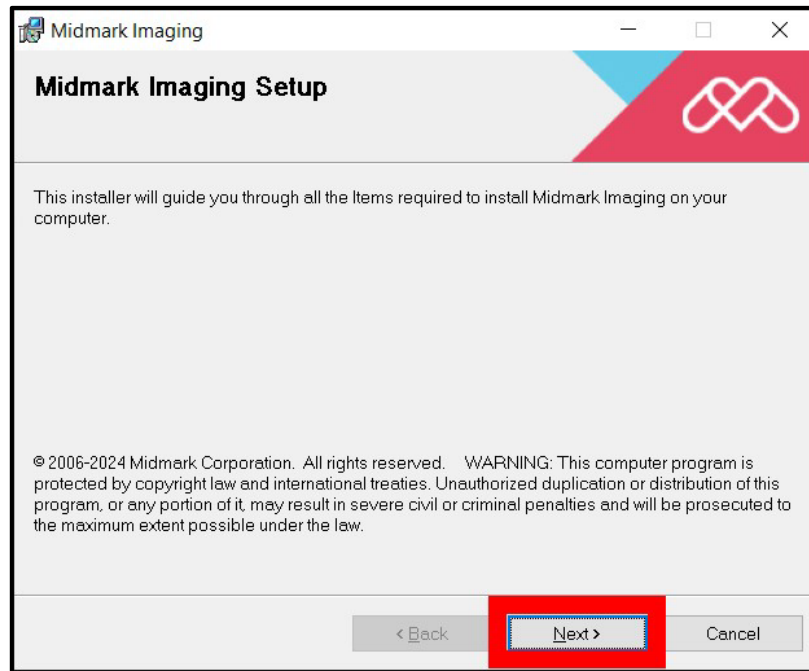 Midmark Imaging
Midmark Imaging Setup
This installer will guide you through all the Items required to install Midmark Imaging on your
computer.
© 2006-2024 Midmark Corporation. All rights reserved. WARNING: This computer program is
protected by copyright law and international treaties. Unauthorized duplication or distribution of this
program, or any portion of it, may result in severe civil or criminal penalties and will be prosecuted to
the maximum extent possible under the law.
< Back Next > Cancel